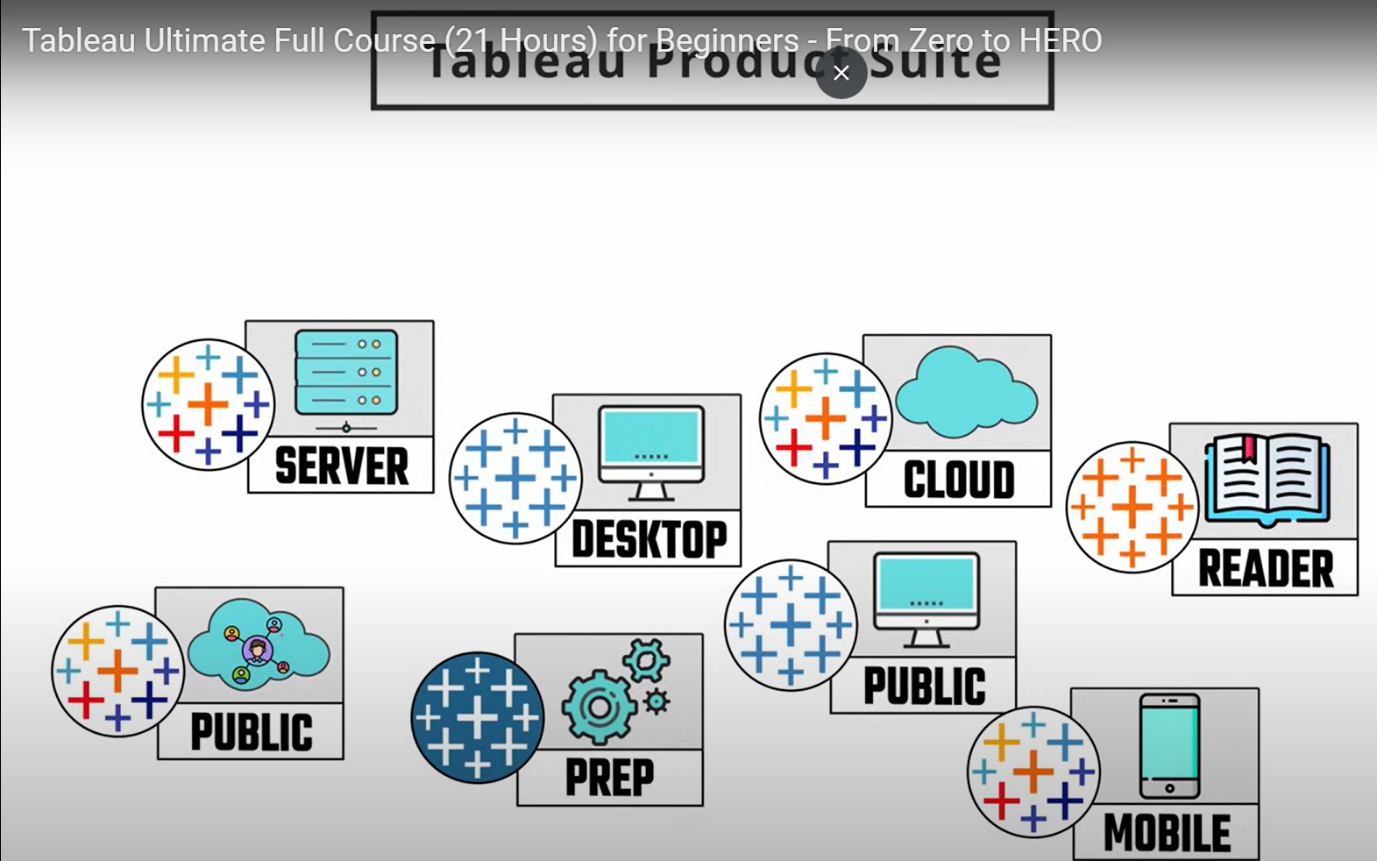 Tableau Ultimate Full Course (21 Hours) for Beginners - From Zero to HERO
Tableau Product Suite
SERVER
DESKTOP
CLOUD
READER
PUBLIC
PREP
PUBLIC
MOBILE